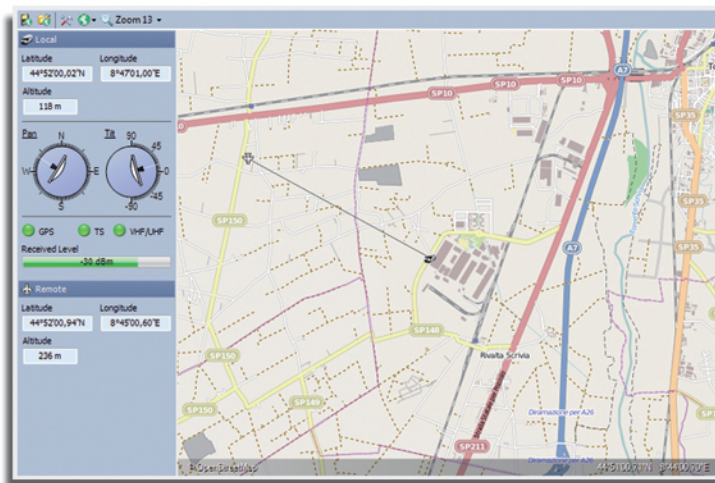 Zoom 13
Local
Latitude Longitude
44°52'00,02"N 8°47'01,00"E
Altitude
118 m
Pan N W E S
Tilt 90 45 0 -45 -90
GPS TS VHF/UHF
Received Level
-30 dBm
Remote
Latitude Longitude
44°52'00,94"N 8°45'00,60"E
Altitude
236 m
A7
SP10 SP10 SP10
SP35
SP35
SP150
A7
SP35
SP148
SP150
Rivalta Scrivia
SP150 SP149
Diramazione per A26
SP211
Diramazione per A26
OpenStreetMap